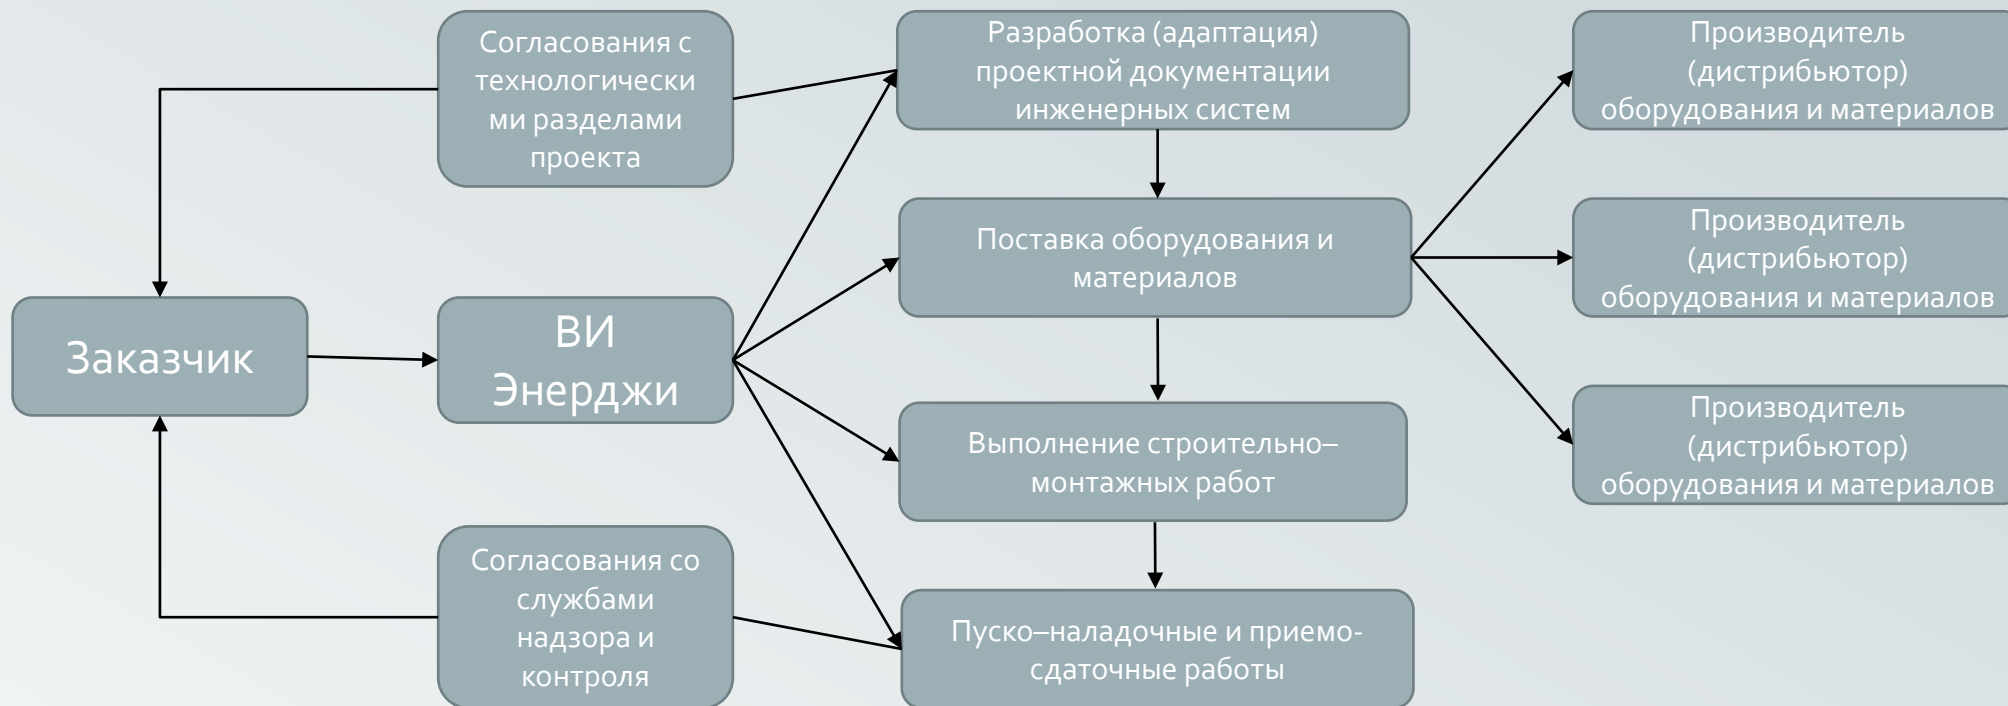 Согласования с
технологически
ми разделами
проекта
Разработка (адаптация)
проектной документации
инженерных систем
Производитель
(дистрибьютор)
оборудования и материалов
Поставка оборудования и
материалов
Производитель
(дистрибьютор)
оборудования и материалов
Заказчик
ВИ
Энерджи
Выполнение строительно–
монтажных работ
Производитель
(дистрибьютор)
оборудования и материалов
Согласования со
службами
надзора и
контроля
Пуско–наладочные и приемо-
сдаточные работы